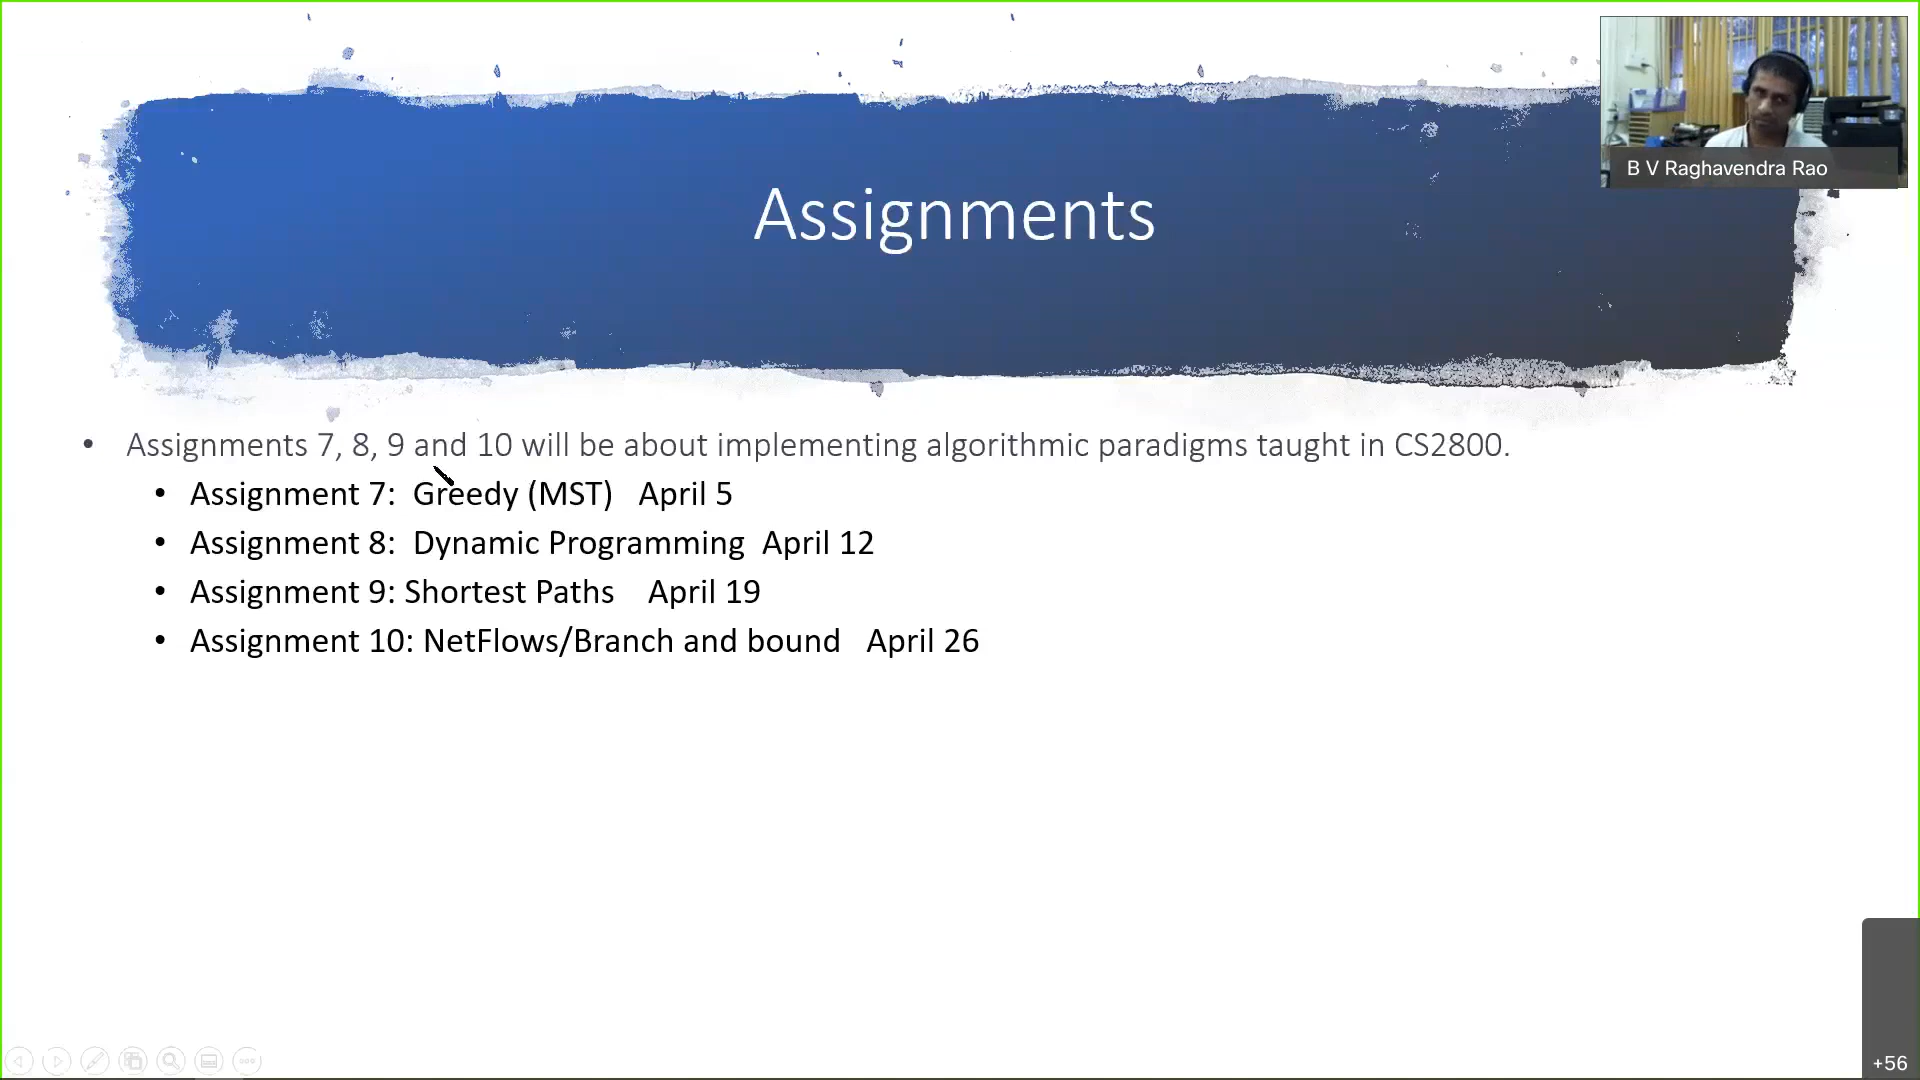 B V Raghavendra Rao
Assignments
• Assignments 7, 8, 9 and 10 will be about implementing algorithmic paradigms taught in CS2800.
• Assignment 7: Greedy (MST) April 5
• Assignment 8: Dynamic Programming April 12
• Assignment 9: Shortest Paths April 19
• Assignment 10: NetFlows/Branch and bound April 26
+56